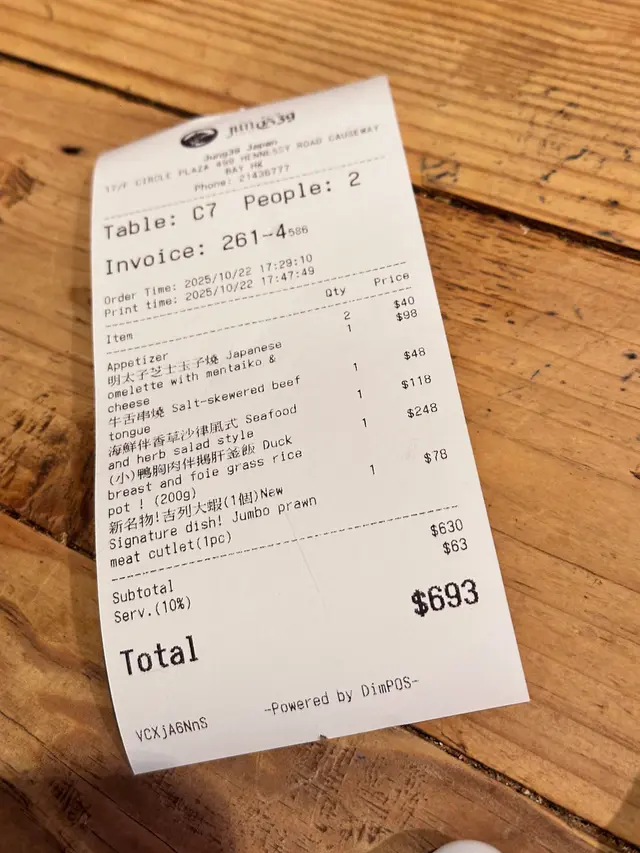 Jung39
Jung39 Japan
17/F CIRCLE PLAZA 499 HENNESSY ROAD CAUSEWAY
BAY HK
Phone: 21436777
Table: C7 People: 2
Invoice: 261-4586
Order Time: 2025/10/22 17:29:10
Print time: 2025/10/22 17:47:49
Item Qty Price
Appetizer 2 $40
明太子芝士玉子燒 Japanese 1 $98
omelette with mentaiko &
cheese
牛舌串燒 Salt-skewered beef 1 $48
tongue
海鮮伴香草沙律風式 Seafood 1 $118
and herb salad style
(小)鴨胸肉伴鵝肝釜飯 Duck 1 $248
breast and foie grass rice
pot ! (200g)
新名物!吉列大蝦(1個)New 1 $78
Signature dish! Jumbo prawn
meat cutlet(1pc)
Subtotal $630
Serv.(10%) $63
Total $693
VCXjA6NnS -Powered by DimPOS-